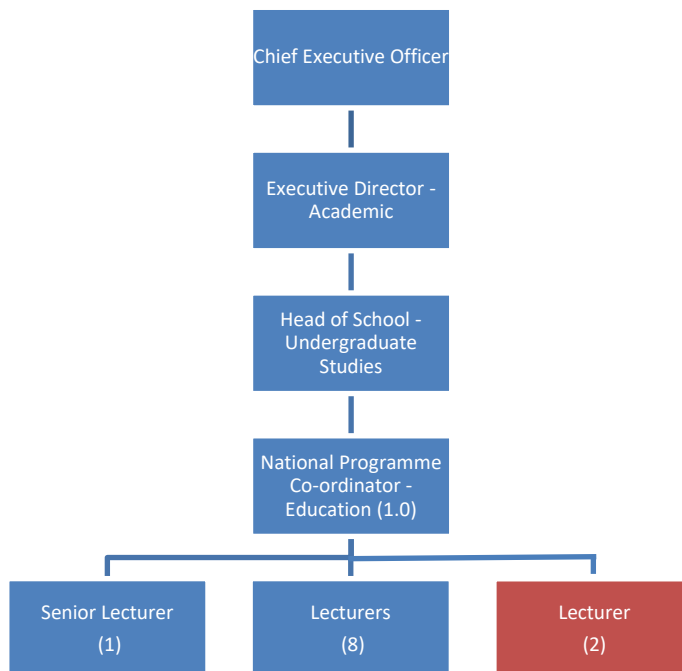 Chief Executive Officer
Executive Director -
Academic
Head of School -
Undergraduate
Studies
National Programme
Co-ordinator -
Education (1.0)
Senior Lecturer
(1)
Lecturers
(8)
Lecturer
(2)